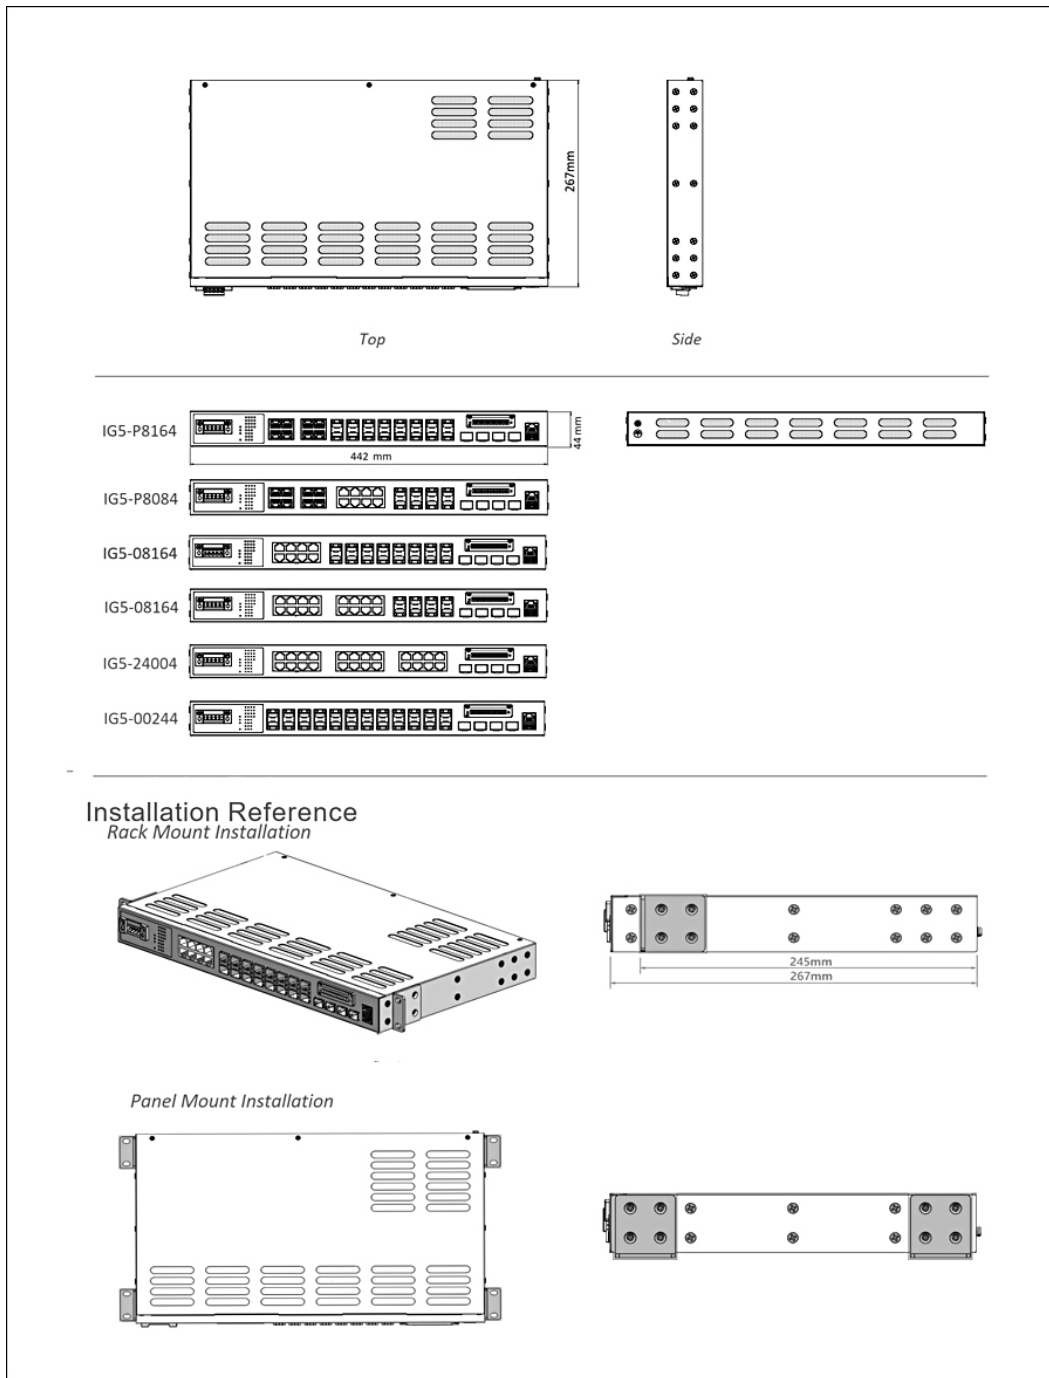 267mm
Top
Side
IG5-P8164
44 mm
442 mm
IG5-P8084
IG5-08164
IG5-08164
IG5-24004
IG5-00244
Installation Reference
Rack Mount Installation
245mm
267mm
Panel Mount Installation